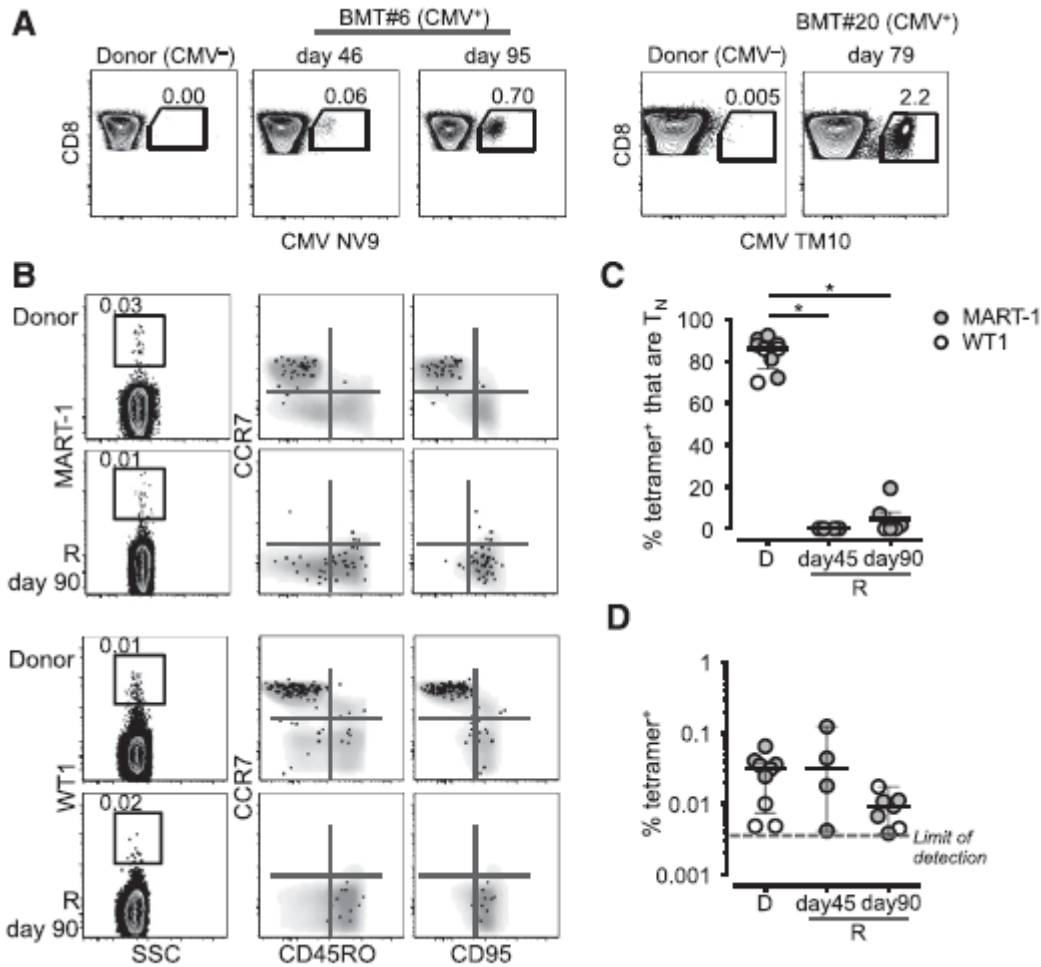 A
BMT#6 (CMV+)
BMT#20 (CMV+)
Donor (CMV–)
day 46
day 95
Donor (CMV–)
day 79
0.00
0.06
0.70
0.005
2.2
CD8
CD8
CMV NV9
CMV TM10
B
Donor
0.03
MART-1
CCR7
0.01
R
day 90
Donor
0.01
WT1
CCR7
0.02
R
day 90
SSC
CD45RO
CD95
C
% tetramer+ that are TN
100
80
60
40
20
0
*
*
MART-1
WT1
D
day45
day90
R
D
% tetramer+
1
0.1
0.01
0.001
Limit of
detection
D
day45
day90
R